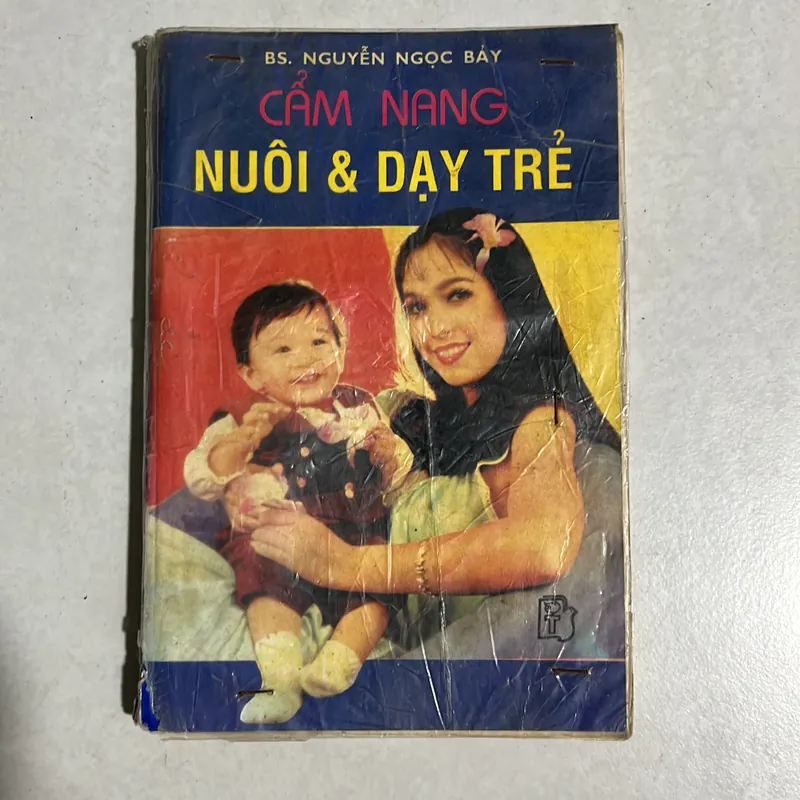 BS. NGUYỄN NGỌC BẢY
CẨM NANG
NUÔI & DẠY TRẺ